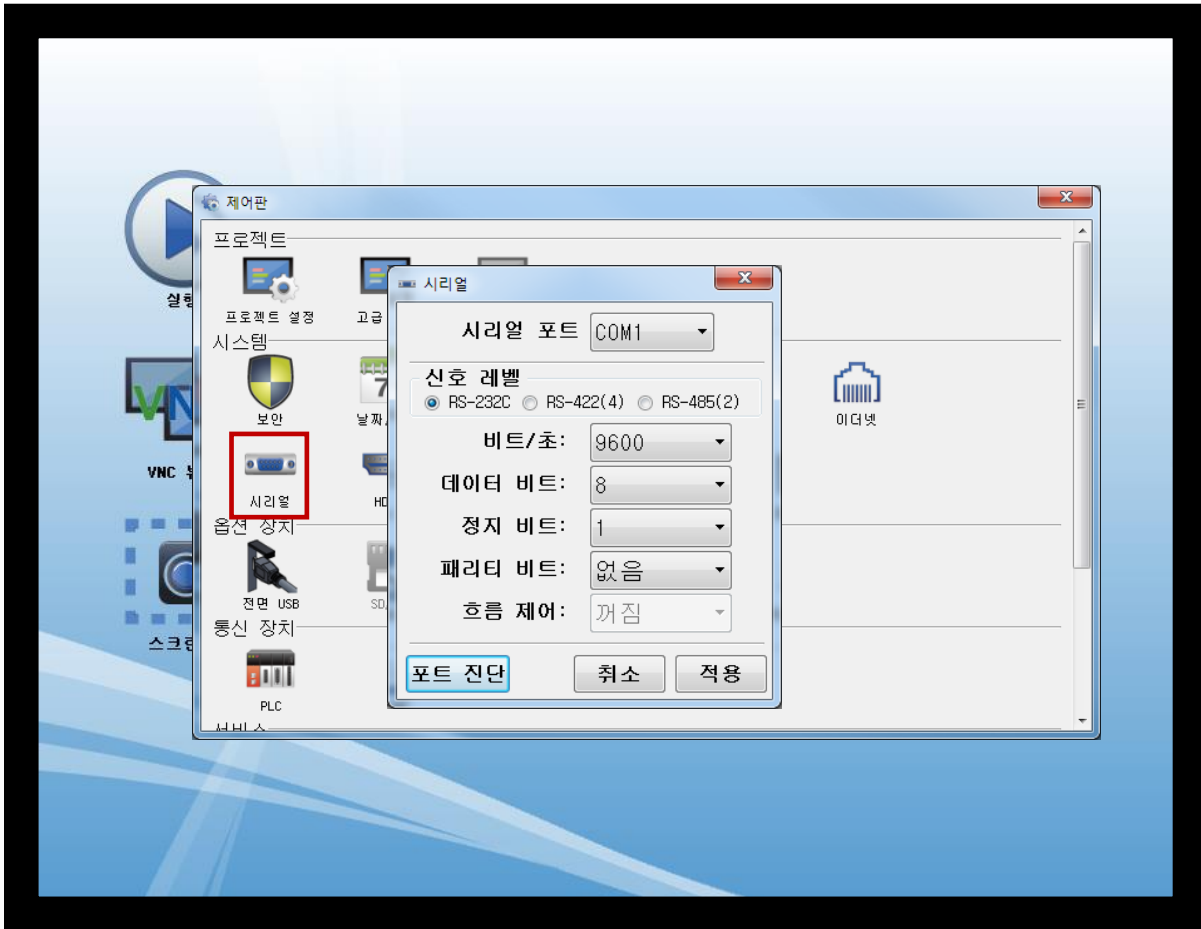 제어판
프로젝트
프로젝트 설정
고급
시스템
보안
날짜/
이더넷
시리얼
HD
옵션 장치
전면 USB
SD/
통신 장치
PLC
서비스
VNC
시리얼
시리얼 포트 COM1
신호 레벨
RS-232C RS-422(4) RS-485(2)
비트/초: 9600
데이터 비트: 8
정지 비트: 1
패리티 비트: 없음
흐름 제어: 꺼짐
포트 진단 취소 적용